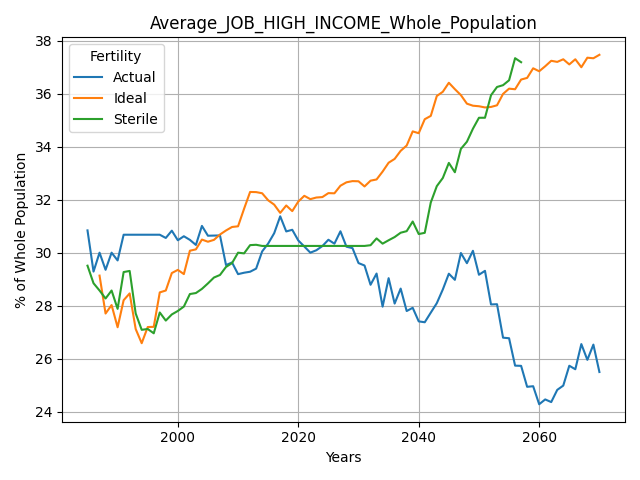 Average_JOB_HIGH_INCOME_Whole_Population
Fertility
Actual
Ideal
Sterile
% of Whole Population
38
36
34
32
30
28
26
24
2000
2020
2040
2060
Years